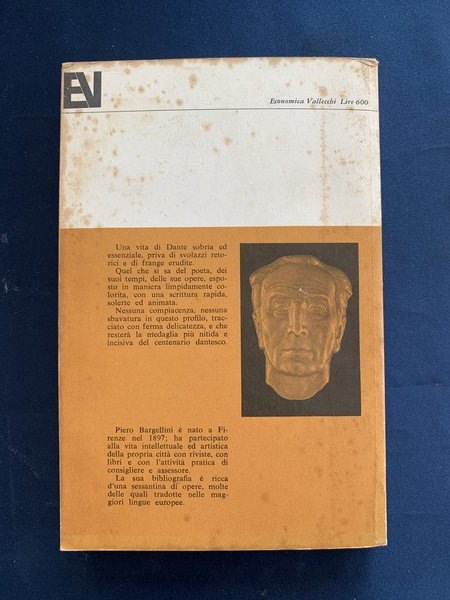 EV
Economica Vallecchi Lire 600
Una vita di Dante sobria ed
essenziale, priva di svolazzi reto-
rici e di frange erudite.
Quel che si sa del poeta, dei
suoi tempi, delle sue opere, espo-
sto in maniera limpidamente co-
lorita, con una scrittura rapida,
solerte ed animata.
Nessuna compiacenza, nessuna
sbavatura in questo profilo, trac-
ciato con ferma delicatezza, e che
resterà la medaglia più nitida e
incisiva del centenario dantesco.
Piero Bargellini è nato a Fi-
renze nel 1897; ha partecipato
alla vita intellettuale ed artistica
della propria città con riviste, con
libri e con l'attività pratica di
consigliere e assessore.
La sua bibliografia è ricca
d'una sessantina di opere, molte
delle quali tradotte nelle mag-
giori lingue europee.